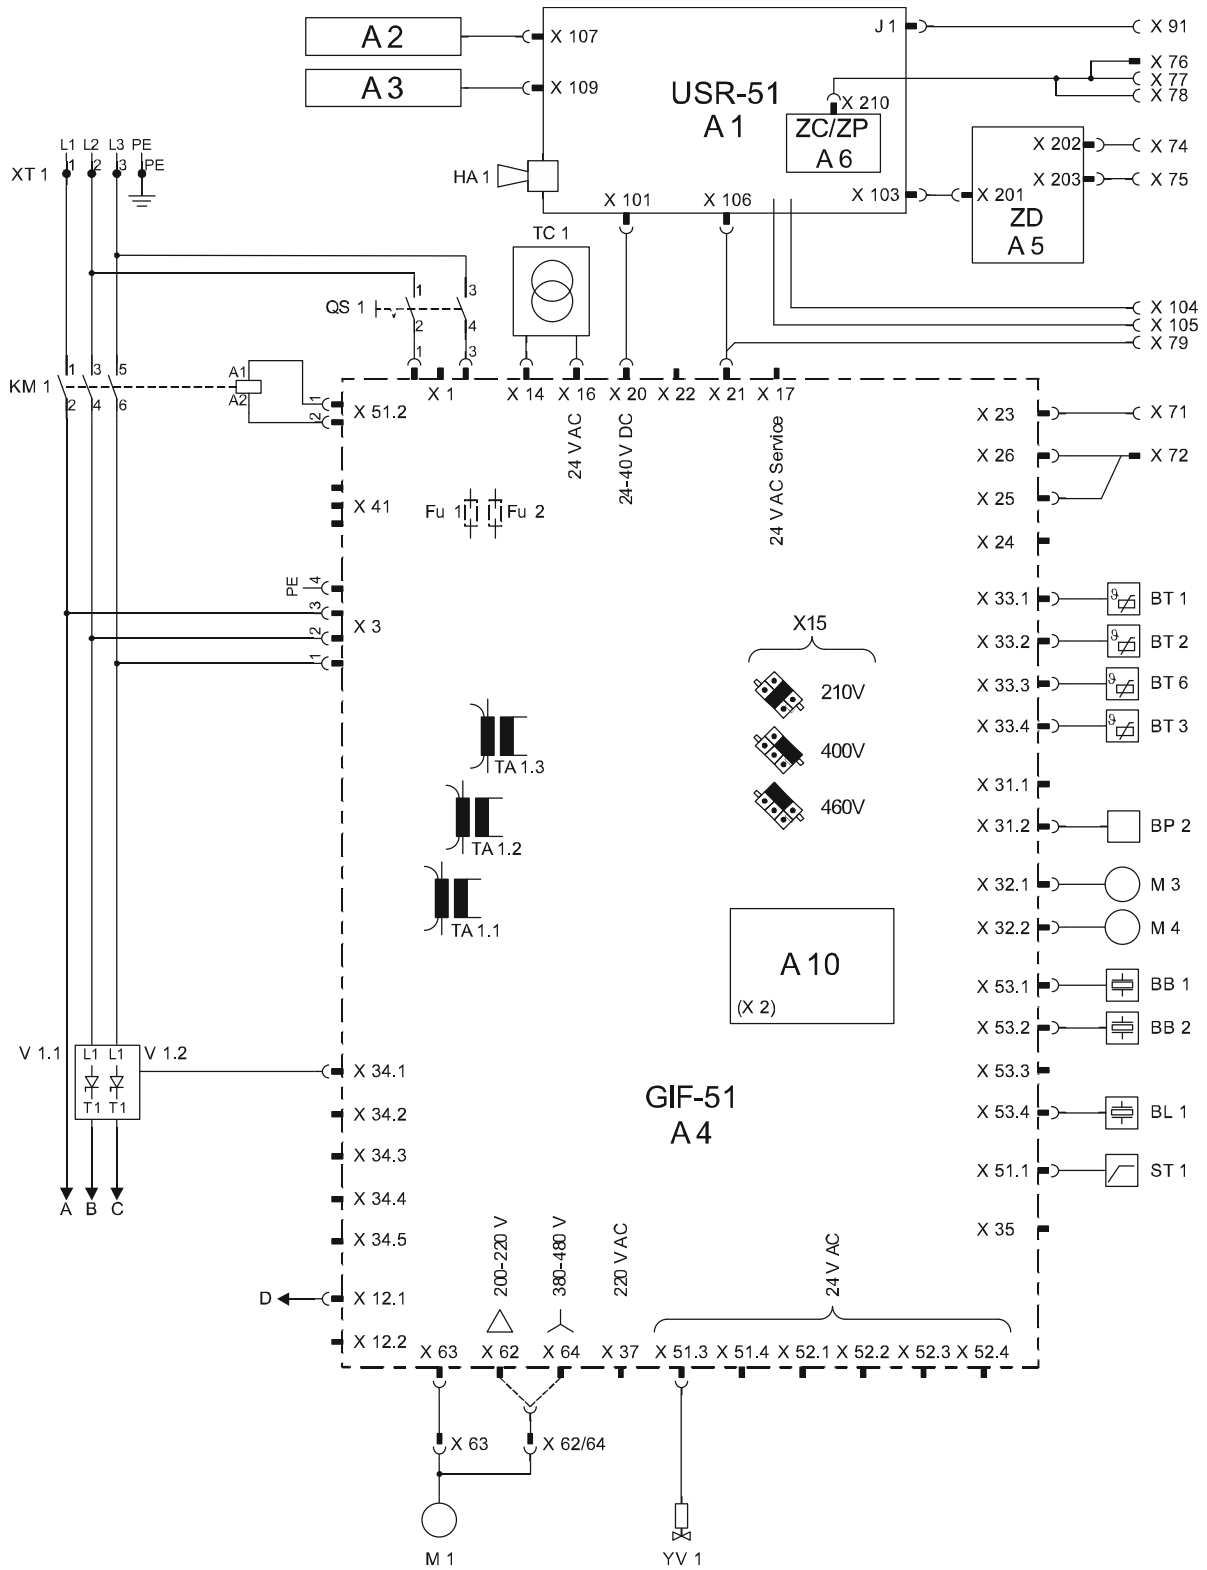 A 2
X 107
J 1
X 91
A 3
X 109
USR-51
A 1
X 76
X 77
X 78
X 210
ZC/ZP
A 6
L1 L2 L3 PE
1 2 3 PE
XT 1
HA 1
X 101
X 106
X 103
X 201
X 202
X 203
ZD
A 5
X 74
X 75
TC 1
QS 1
1 3
2 4
1 3
X 104
X 105
X 79
KM 1
1 3 5
2 4 6
A1
A2
1
2
X 51.2
X 1
X 14
X 16
X 20
X 22
X 21
X 17
24 V AC
24-40 V DC
24 V AC Service
X 23
X 71
X 26
X 72
X 25
X 24
X 41
Fu 1
Fu 2
PE
4
3
2
1
X 3
X 33.1
BT 1
X 33.2
BT 2
X 33.3
BT 6
X 33.4
BT 3
ϑ
ϑ
ϑ
ϑ
X15
210V
400V
460V
TA 1.3
TA 1.2
TA 1.1
X 31.1
X 31.2
BP 2
X 32.1
M 3
X 32.2
M 4
A 10
(X 2)
X 53.1
BB 1
X 53.2
BB 2
X 53.3
X 53.4
BL 1
X 51.1
ST 1
X 35
V 1.1
L1 L1
V 1.2
T1 T1
A B C
X 34.1
X 34.2
X 34.3
X 34.4
X 34.5
GIF-51
A 4
D
X 12.1
X 12.2
200-220 V
380-480 V
220 V AC
24 V AC
X 63
X 62
X 64
X 37
X 51.3
X 51.4
X 52.1
X 52.2
X 52.3
X 52.4
X 63
X 62/64
M 1
YV 1